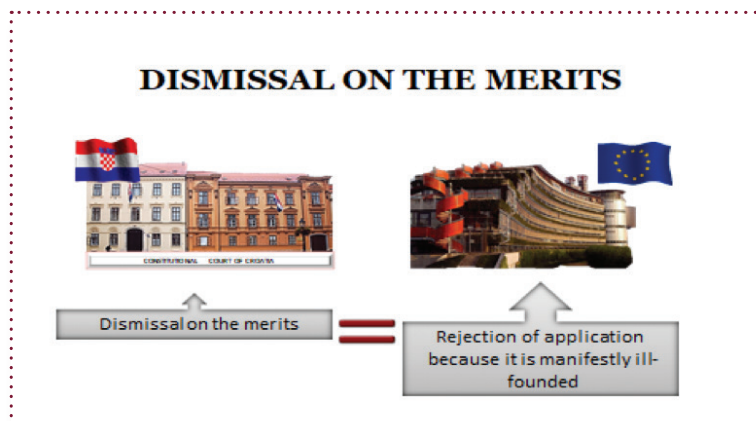 DISMISSAL ON THE MERITS
CONSTITUTIONAL COURT OF CROATIA
Dismissal on the merits
Rejection of application
because it is manifestly ill-
founded